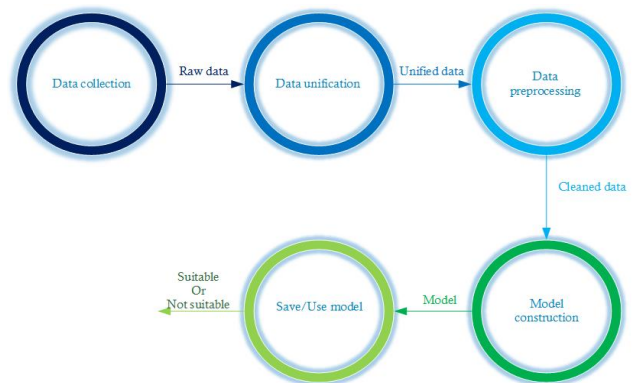 Data collection
Raw data
Data unification
Unified data
Data
preprocessing
Cleaned data
Model
construction
Model
Save/Use model
Suitable
Or
Not suitable